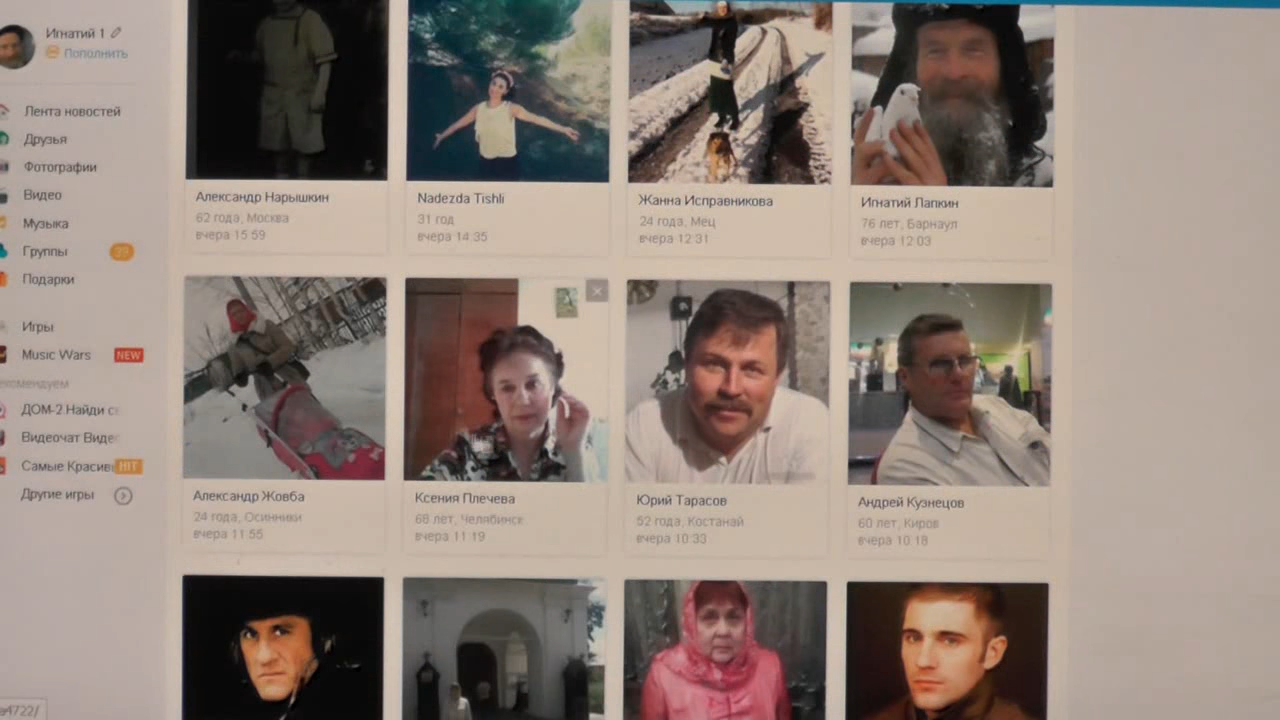 Игнатий 1
Пополнить
Лента новостей
Друзья
Фотографии
Видео
Музыка
Группы
Подарки
Игры
Music Wars NEW
ДОМ-2.Найди
Видеочат
Самые HIT
Другие игры
Александр Нарышкин
62 года, Москва
вчера 15:59
Nadezda Tishli
31 год
вчера 14:35
Жанна Исправникова
24 года, Мец
вчера 12:31
Игнатий Лапкин
76 лет, Барнаул
вчера 12:03
Александр Жовба
24 года, Осинники
вчера 11:55
Ксения Плечева
68 лет, Челябинск
вчера 11:19
Юрий Тарасов
52 года, Костанай
вчера 10:33
Андрей Кузнецов
60 лет, Киров
вчера 10:18